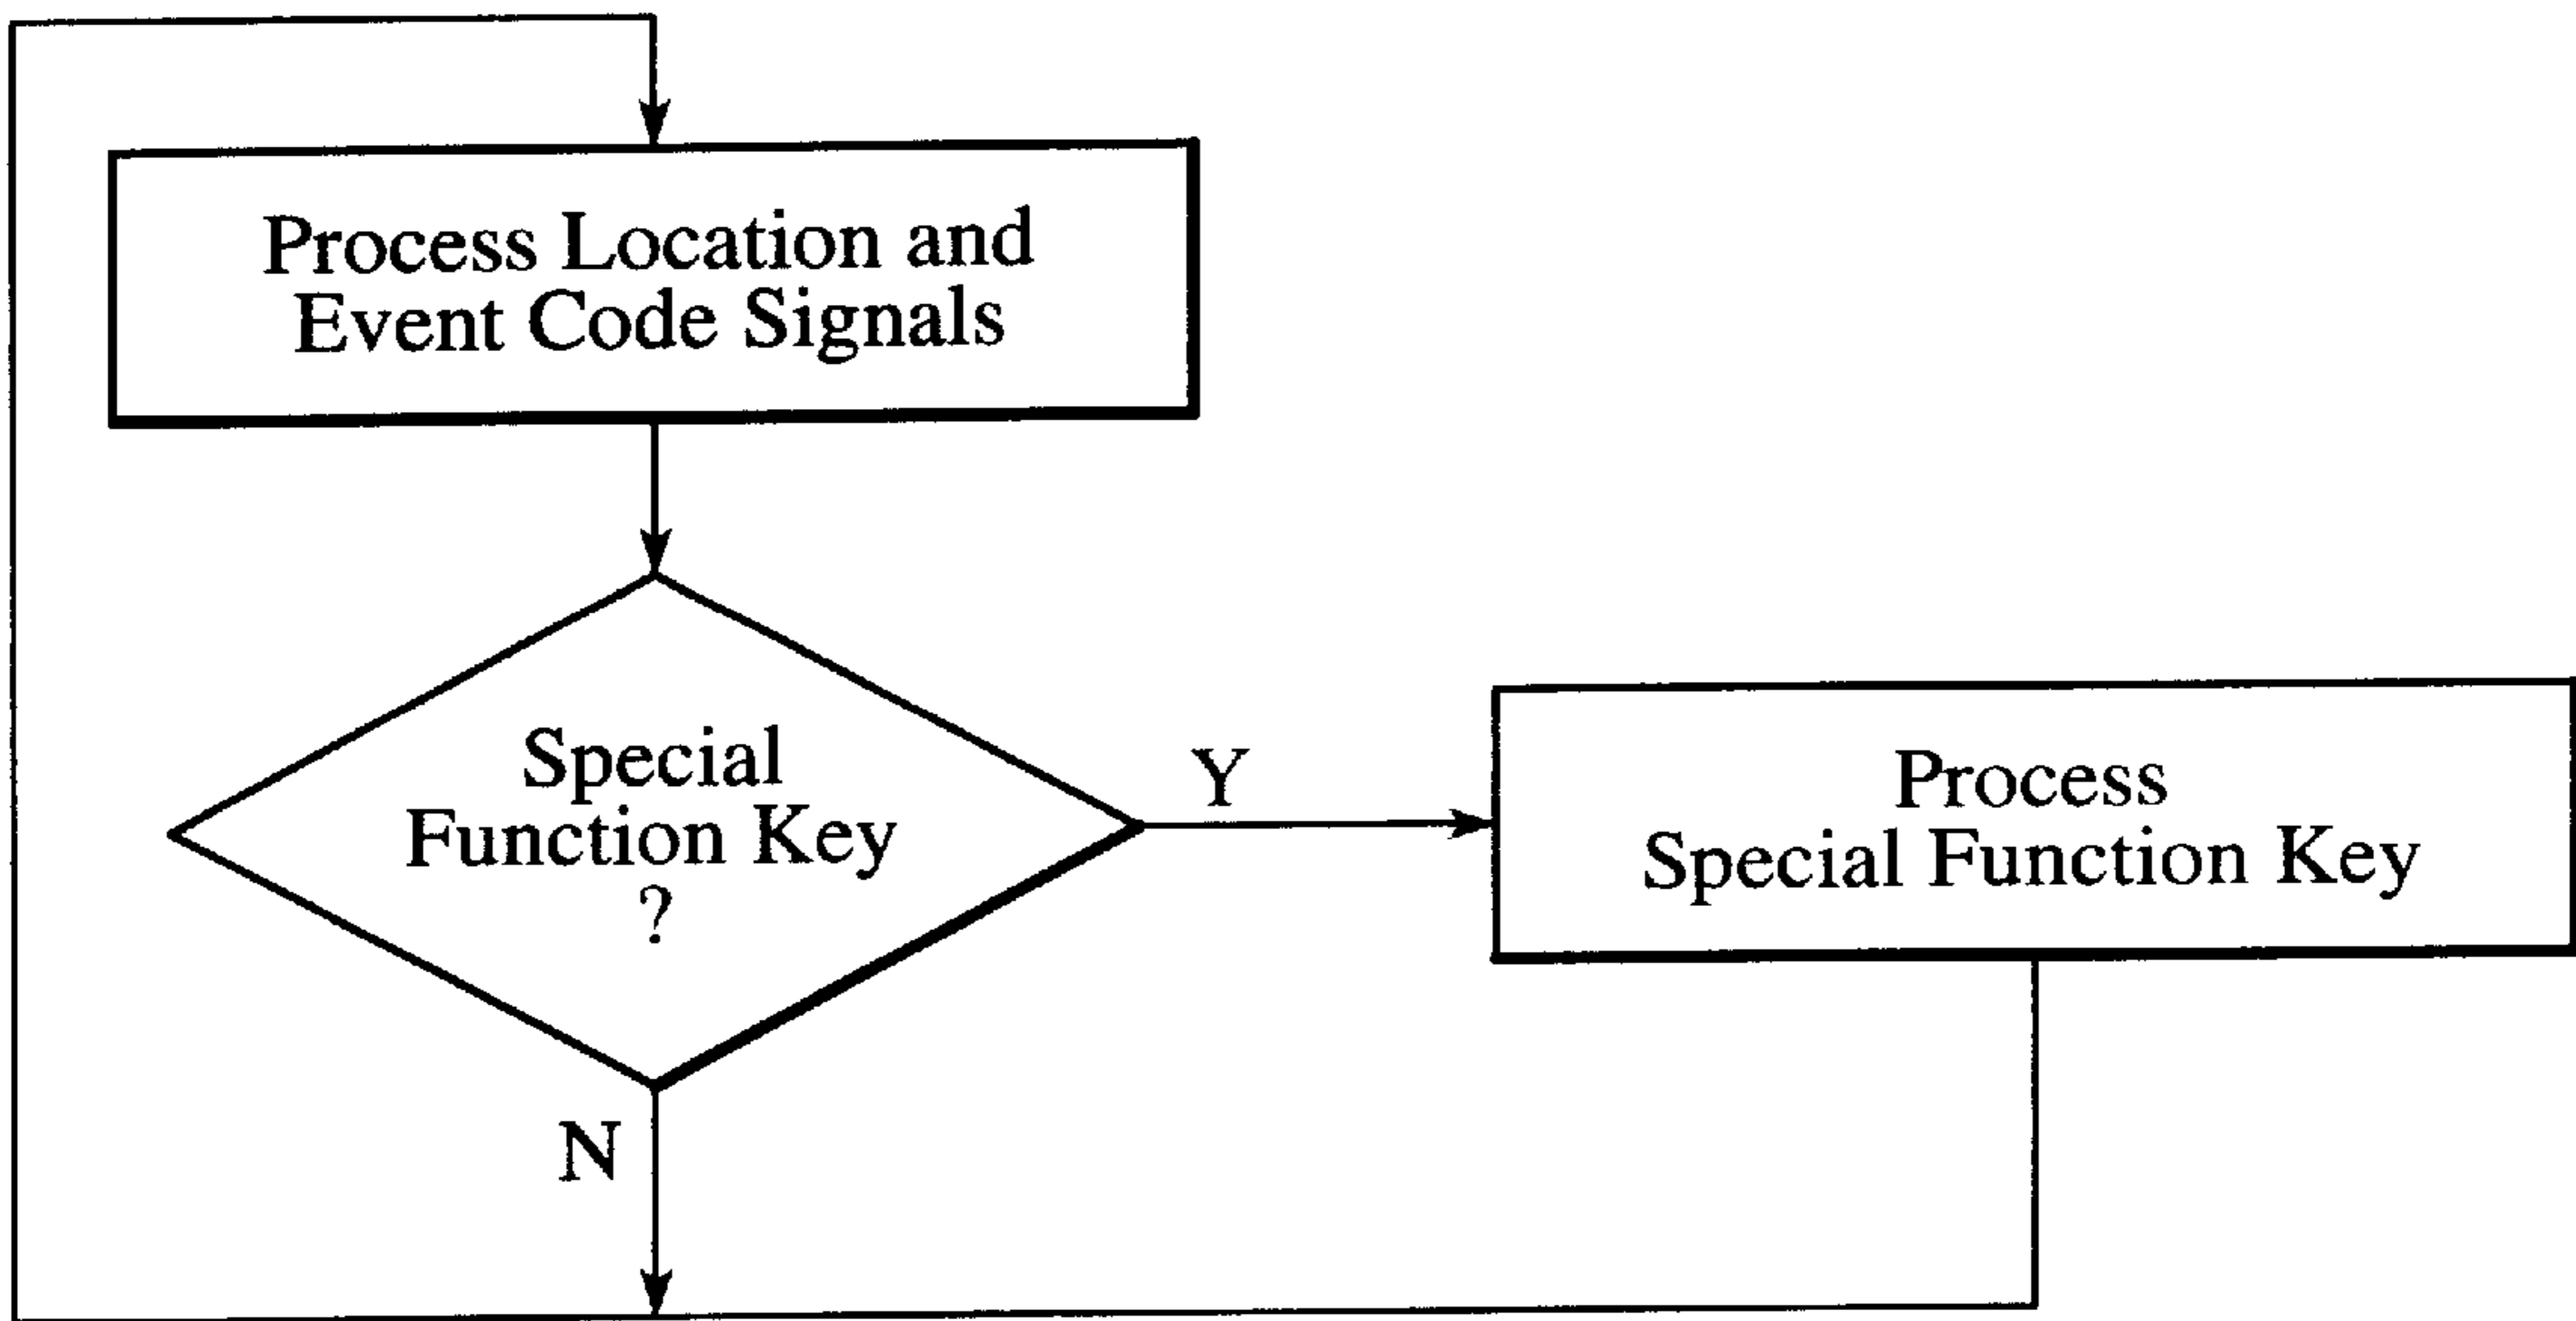 Process Location and
Event Code Signals
Special
Function Key
?
Y
Process
Special Function Key
N